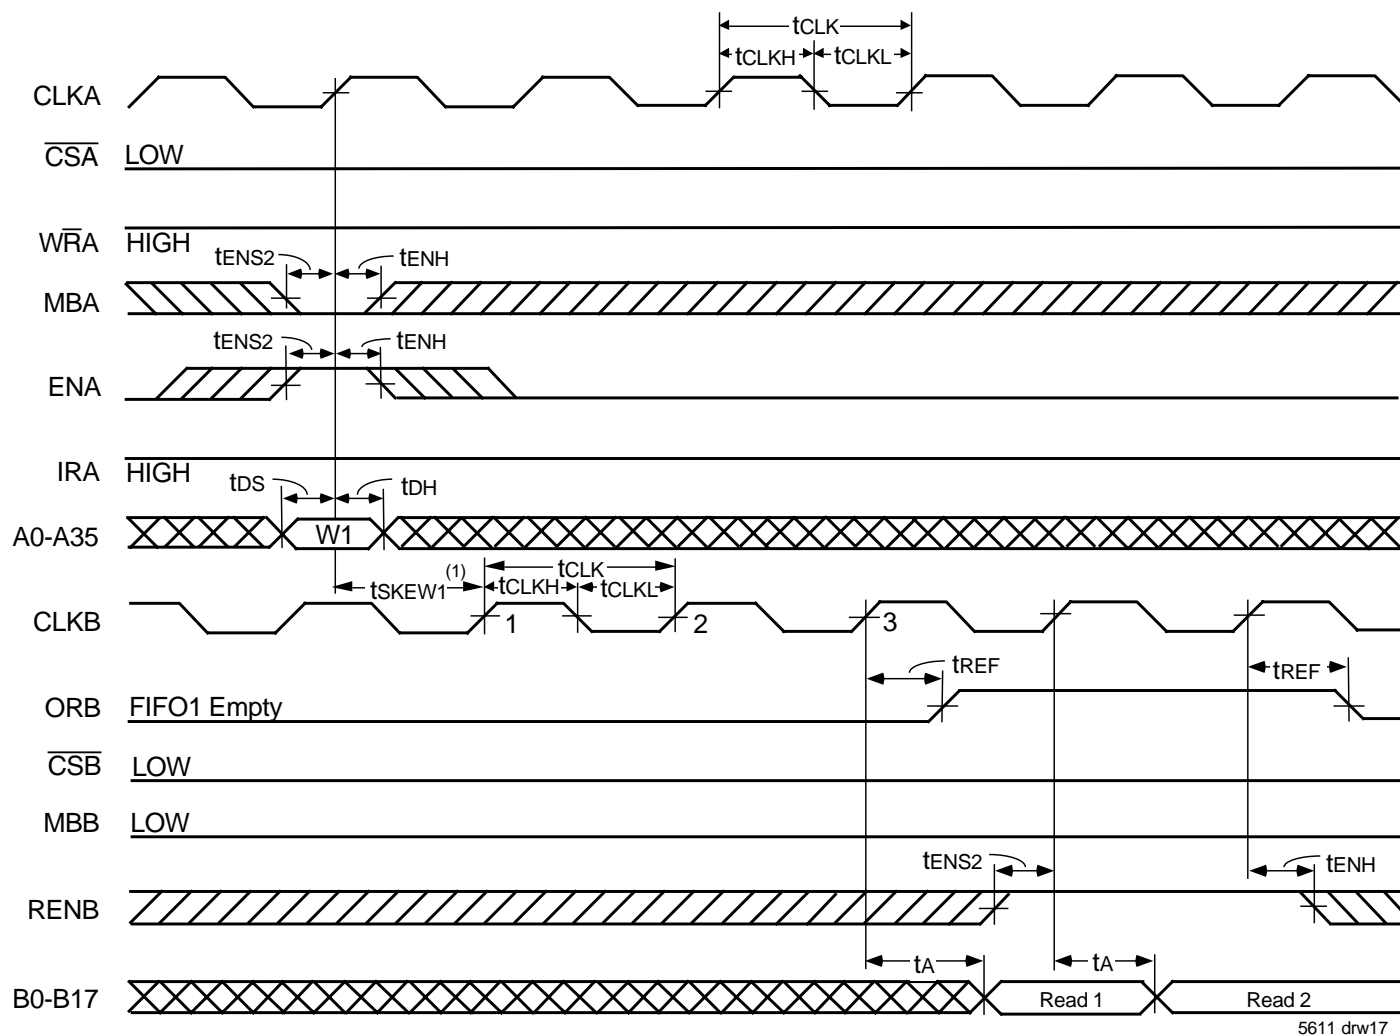 tCLK
tCLKH tCLKL
CLKA
CSA LOW
WRA HIGH
tENS2 tENH
MBA
tENS2 tENH
ENA
IRA HIGH
tDS tDH
A0-A35 W1
tSKEW1(1) tCLKH tCLK tCLKL
CLKB 1 2 3
tREF tREF
ORB FIFO1 Empty
CSB LOW
MBB LOW
tENS2 tENH
RENB
tA tA
B0-B17 Read 1 Read 2
5611 drw17